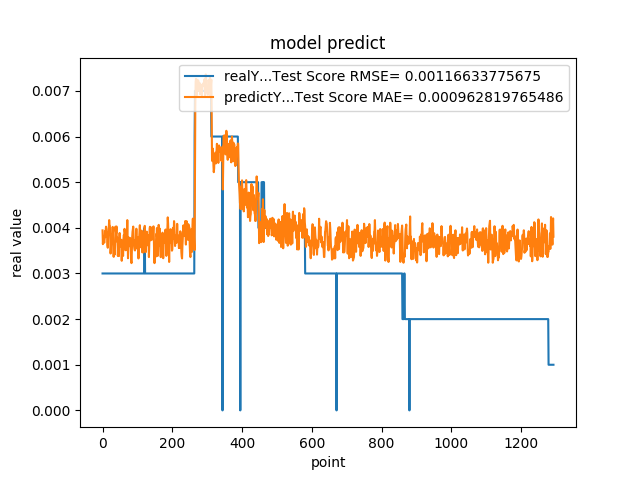 model predict
realY...Test Score RMSE= 0.00116633775675
predictY...Test Score MAE= 0.000962819765486
real value
0.007
0.006
0.005
0.004
0.003
0.002
0.001
0.000
0 200 400 600 800 1000 1200
point